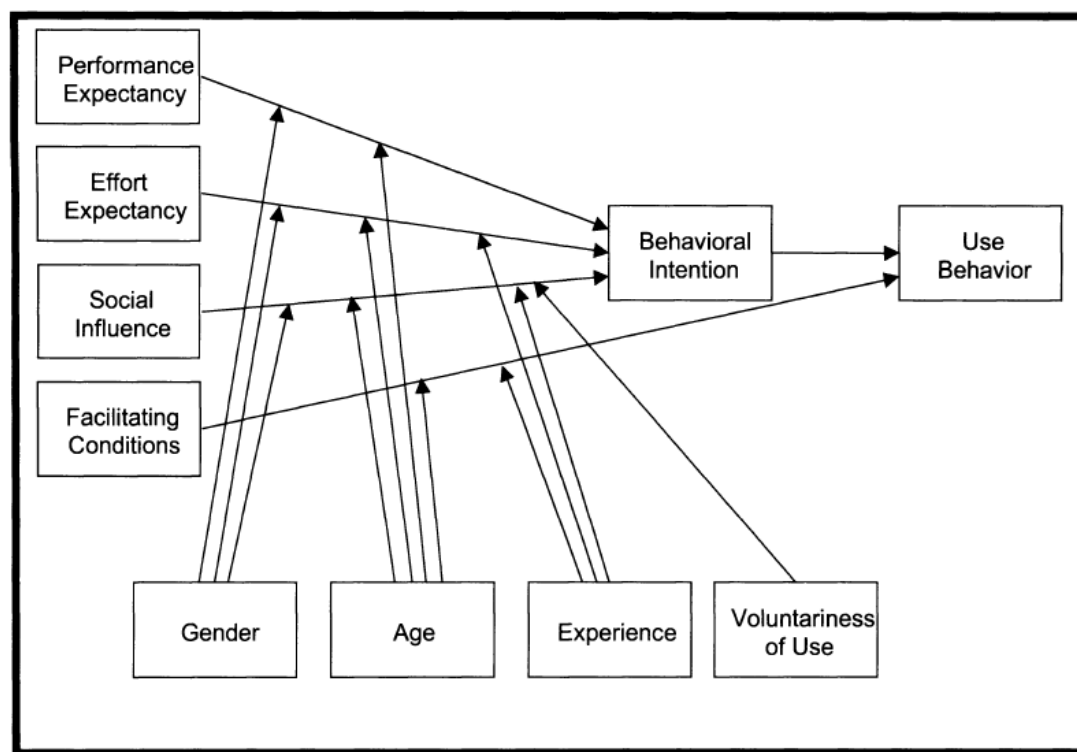 Performance
Expectancy
Effort
Expectancy
Social
Influence
Facilitating
Conditions
Behavioral
Intention
Use
Behavior
Gender
Age
Experience
Voluntariness
of Use